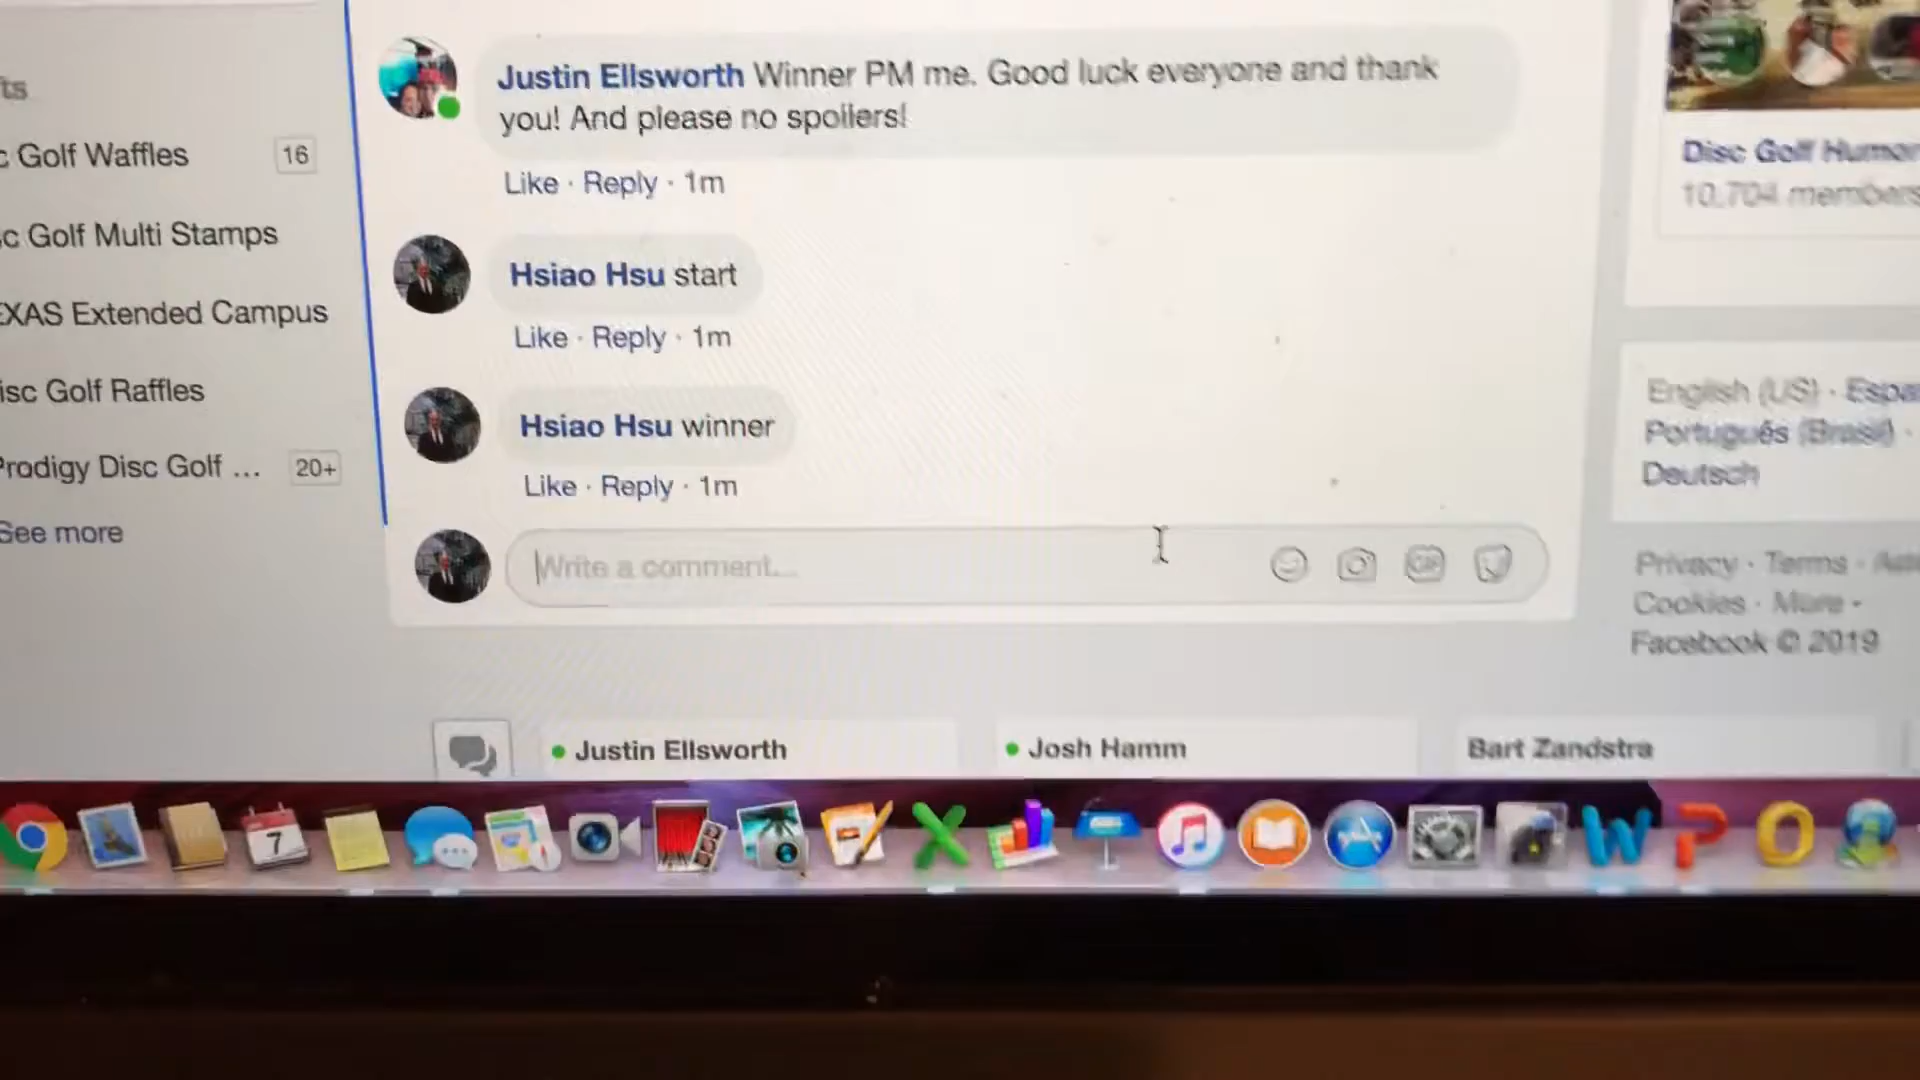 ts
c Golf Waffles 16
c Golf Multi Stamps
EXAS Extended Campus
isc Golf Raffles
Prodigy Disc Golf ... 20+
See more
Justin Ellsworth Winner PM me. Good luck everyone and thank
you! And please no spoilers!
Like · Reply · 1m
Hsiao Hsu start
Like · Reply · 1m
Hsiao Hsu winner
Like · Reply · 1m
Write a comment...
GIF
Disc Golf Humor
10,704 members
English (US) · Espa
Português (Brasil) ·
Deutsch
Privacy · Terms ·
Cookies · More
Facebook © 2019
Justin Ellsworth
Josh Hamm
Bart Zandstra
7